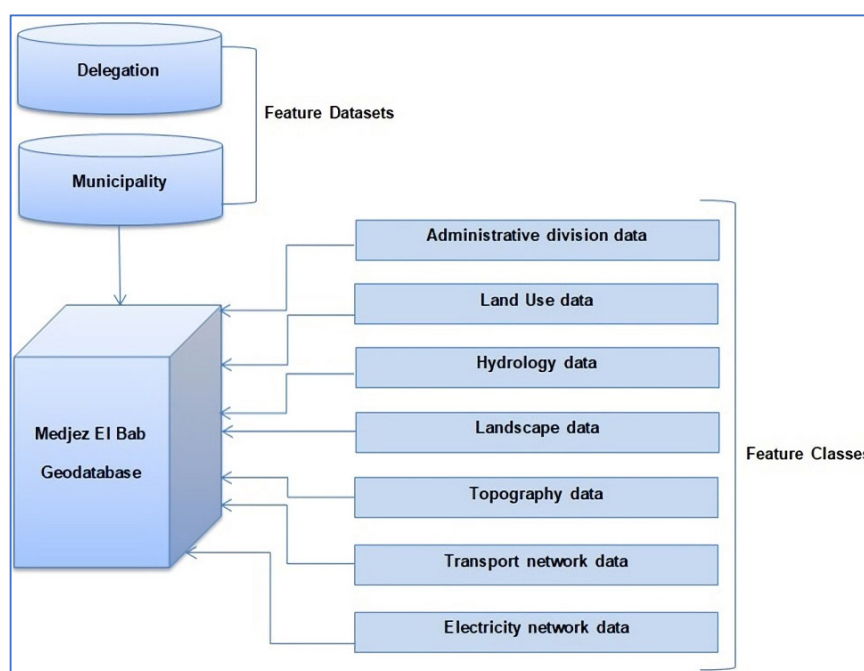 Delegation
Feature Datasets
Municipality
Administrative division data
Land Use data
Hydrology data
Medjez El Bab
Geodatabase
Landscape data
Feature Classes
Topography data
Transport network data
Electricity network data